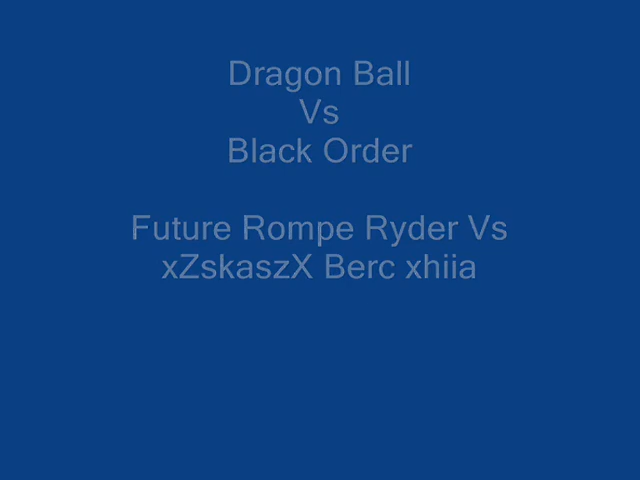 Dragon Ball
Vs
Black Order
Future Rompe Ryder Vs
xZskaszX Berc xhiia